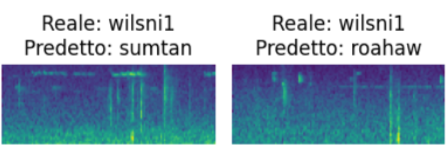 Reale: wilsni1
Predetto: sumtan
Reale: wilsni1
Predetto: roahaw